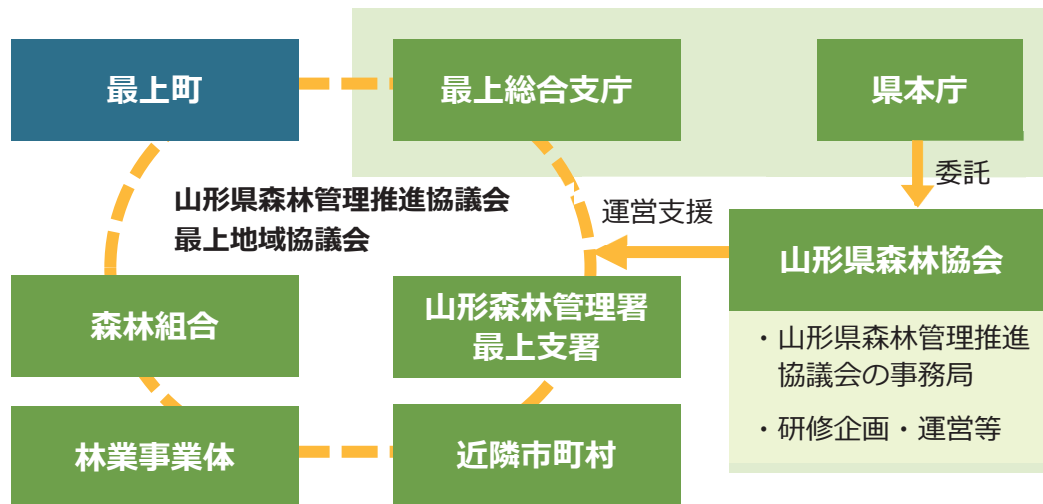 最上町
最上総合支庁
県本庁
委託
山形県森林管理推進協議会
最上地域協議会
運営支援
山形県森林協会
森林組合
山形森林管理署
最上支署
・山形県森林管理推進
協議会の事務局
・研修企画・運営等
林業事業体
近隣市町村